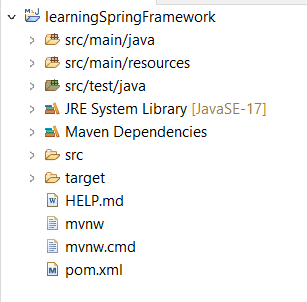 learningSpringFramework
src/main/java
src/main/resources
src/test/java
JRE System Library [JavaSE-17]
Maven Dependencies
src
target
HELP.md
mvnw
mvnw.cmd
pom.xml